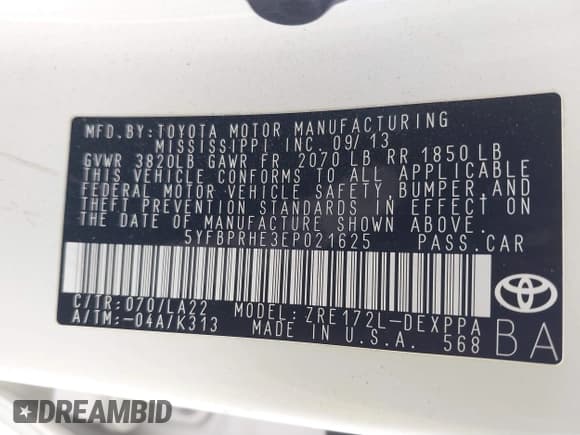 MFD.BY:TOYOTA MOTOR MANUFACTURING
MISSISSIPPI INC. 09/13
GVWR 3820LB GAWR FR 2070 LB RR 1850 LB
THIS VEHICLE CONFORMS TO ALL APPLICABLE
FEDERAL MOTOR VEHICLE SAFETY, BUMPER, AND
THEFT PREVENTION STANDARDS IN EFFECT ON
THE DATE OF MANUFACTURE SHOWN ABOVE.
5YFBPRHE3EP021625 PASS.CAR
C/TR:070/LA22 MODEL: ZRE172L-DEXPPA
A/TM:-04A/K313 MADE IN U.S.A. 568
BA
DREAMBID